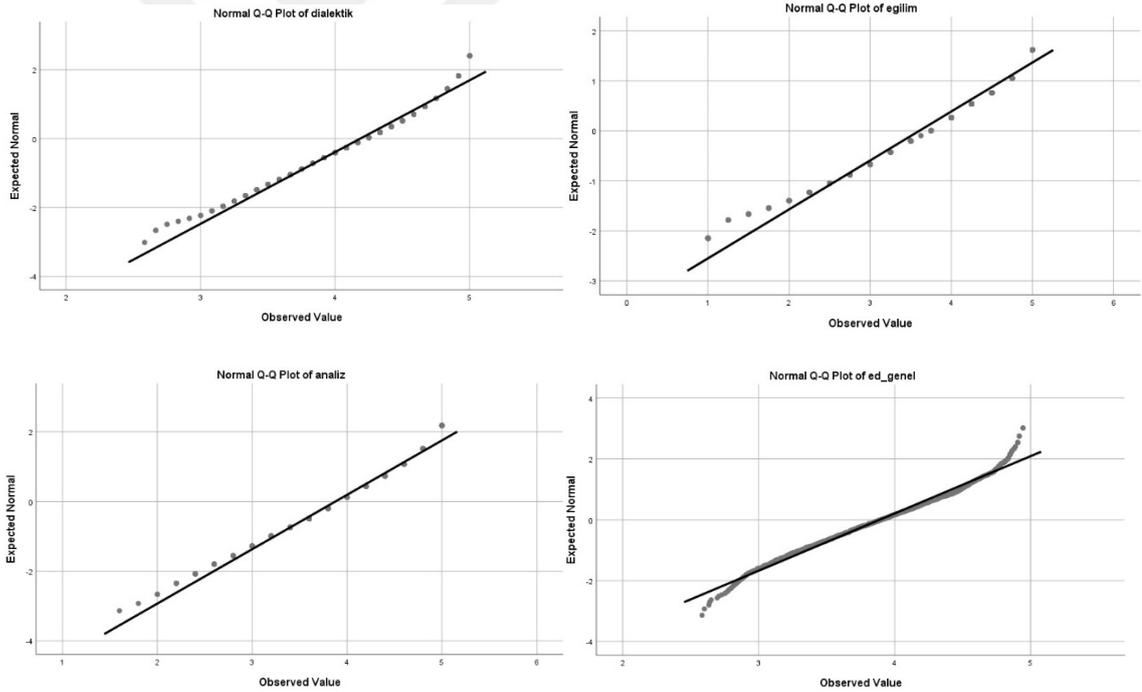 Normal Q-Q Plot of dialektik
Expected Normal
2
0
-2
-4
2 3 4 5
Observed Value
Normal Q-Q Plot of egilim
Expected Normal
2
1
0
-1
-2
-3
0 1 2 3 4 5 6
Observed Value
Normal Q-Q Plot of analiz
Expected Normal
2
0
-2
-4
1 2 3 4 5 6
Observed Value
Normal Q-Q Plot of ed_genel
Expected Normal
4
2
0
-2
-4
2 3 4 5
Observed Value